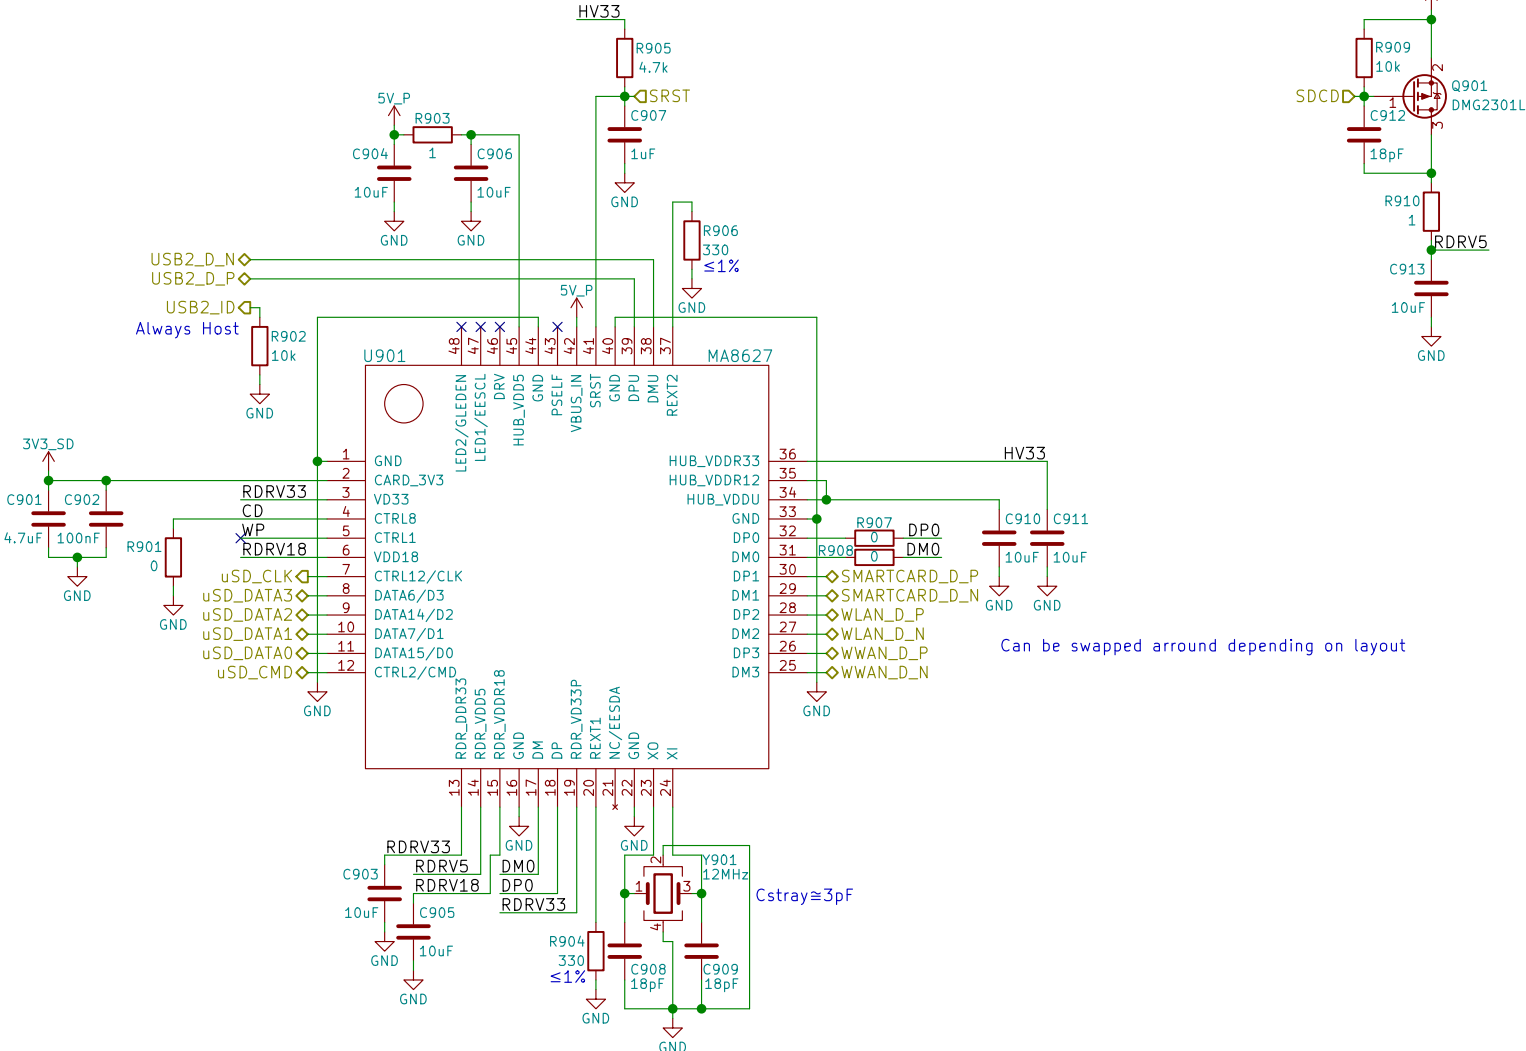 HV33
R905
4.7k
SRST
C907
1uF
GND
5V_P
R903
1
C904
10uF
GND
C906
10uF
GND
R909
10k
SDCD
1
2
3
Q901
DMG2301L
C912
18pF
R910
1
RDRV5
C913
10uF
GND
USB2_D_N
USB2_D_P
USB2_ID
Always Host
R902
10k
GND
R906
330
≤1%
GND
5V_P
U901
MA8627
48
47
46
45
44
43
42
41
40
39
38
37
LED2/GLEDEN
LED1/EESCL
DRV
HUB_VDD5
GND
PSELF
VBUS_IN
SRST
GND
DPU
DMU
REXT2
3V3_SD
C901
4.7uF
C902
100nF
GND
R901
0
GND
RDRV33
CD
WP
RDRV18
uSD_CLK
uSD_DATA3
uSD_DATA2
uSD_DATA1
uSD_DATA0
uSD_CMD
GND
1 GND
2 CARD_3V3
3 VD33
4 CTRL8
5 CTRL1
6 VDD18
7 CTRL12/CLK
8 DATA6/D3
9 DATA14/D2
10 DATA7/D1
11 DATA15/D0
12 CTRL2/CMD
HUB_VDDR33 36
HUB_VDDR12 35
HUB_VDDU 34
GND 33
DP0 32
DM0 31
DP1 30
DM1 29
DP2 28
DM2 27
DP3 26
DM3 25
HV33
R907
0
DP0
R908
0
DM0
SMARTCARD_D_P
SMARTCARD_D_N
WLAN_D_P
WLAN_D_N
WWAN_D_P
WWAN_D_N
GND
C910
10uF
GND
C911
10uF
GND
Can be swapped arround depending on layout
RDR_DDR33
RDR_VDD5
RDR_VDDR18
GND
DM
DP
RDR_VD33P
REXT1
NC/EESDA
GND
XO
XI
13
14
15
16
17
18
19
20
21
22
23
24
GND
GND
RDRV33
RDRV5
RDRV18
DM0
DP0
RDRV33
C903
10uF
GND
C905
10uF
GND
R904
330
≤1%
GND
Y901
12MHz
1
2
3
4
Cstray≅3pF
C908
18pF
C909
18pF
GND